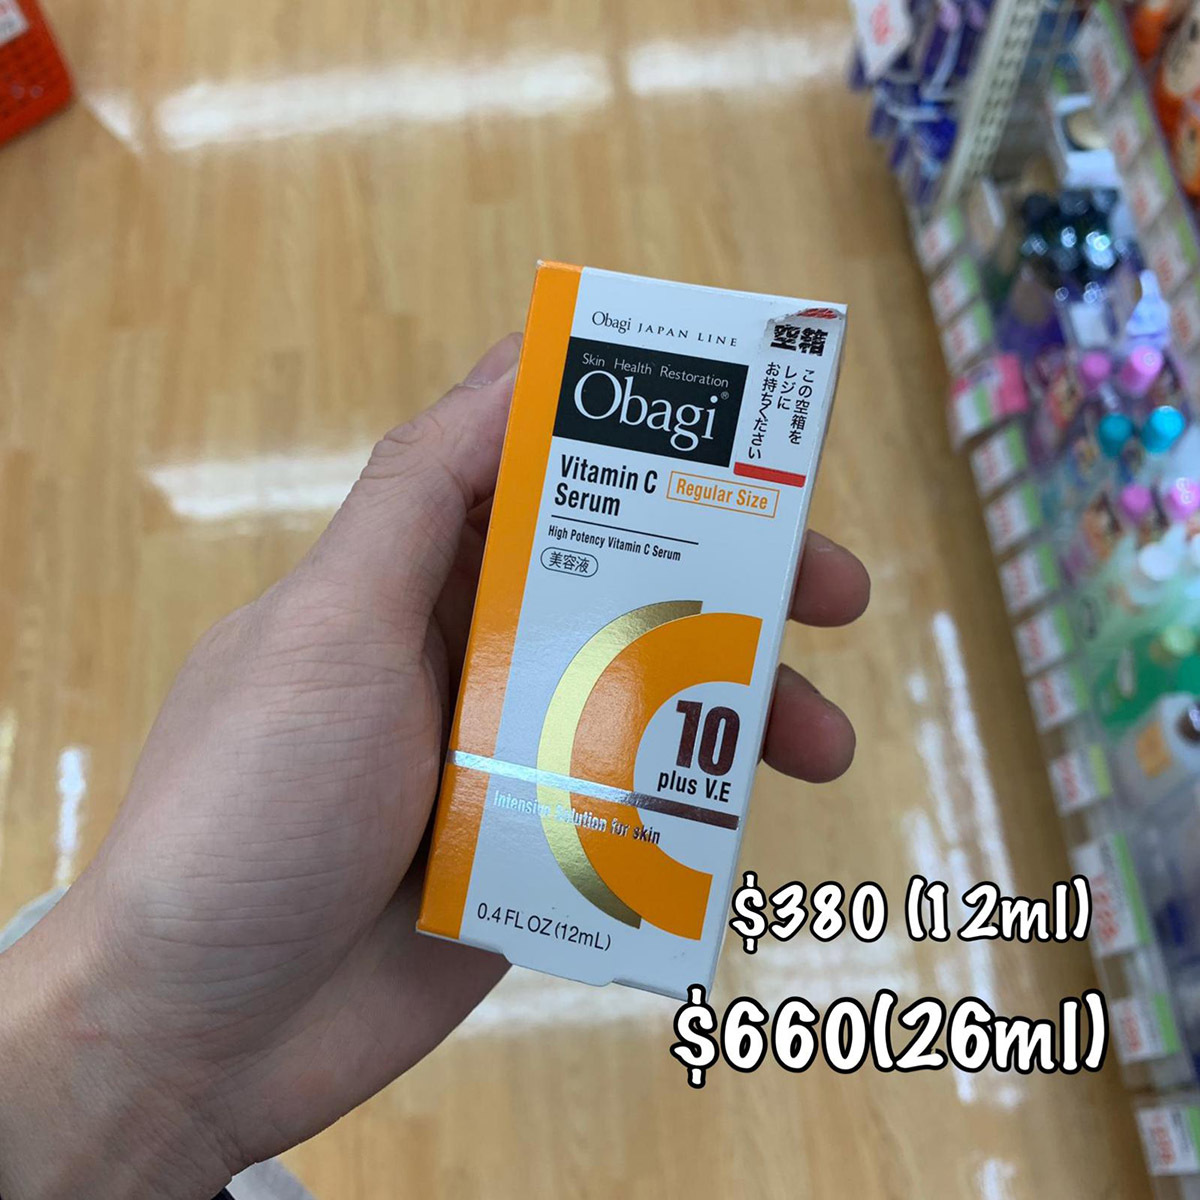 Obagi JAPAN LINE
Skin Health Restoration
Obagi®
空箱
この空箱を
レジに
お持ちください
Vitamin C
Serum
Regular Size
High Potency Vitamin C Serum
美容液
10
plus V.E
Intensive Solution for skin
0.4 FL OZ (12mL)
$380 (12ml)
$660(26ml)